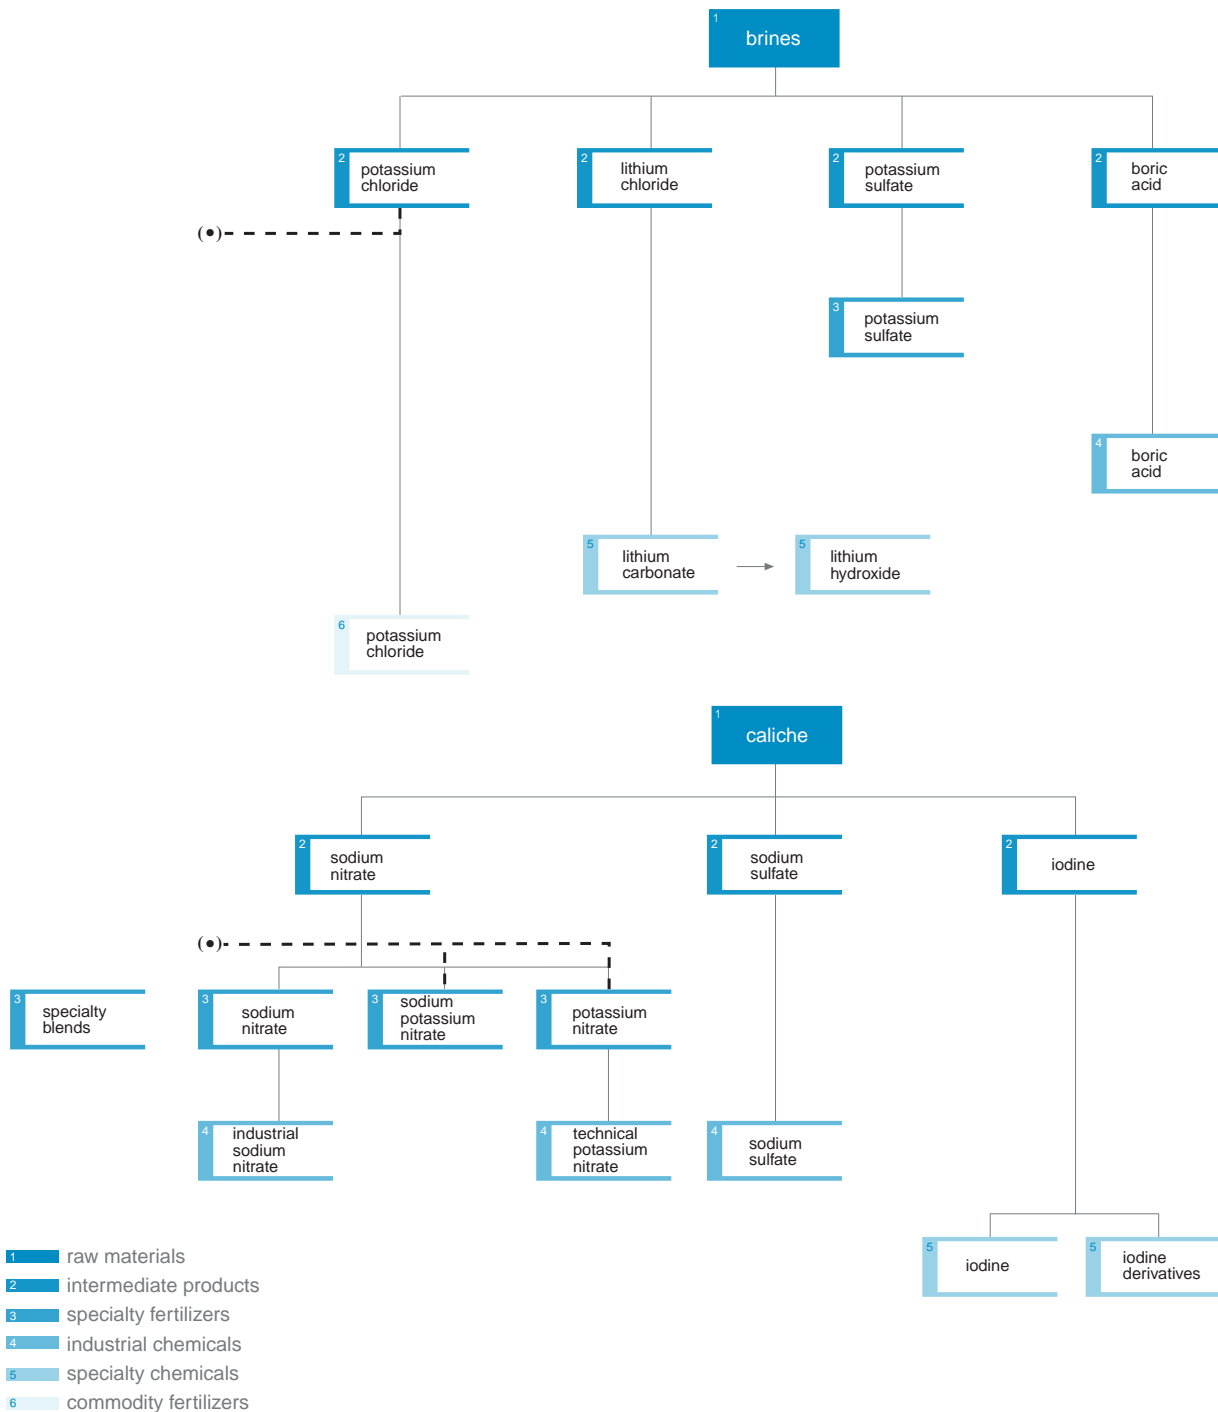 1
brines
2
potassium
chloride
2
lithium
chloride
2
potassium
sulfate
2
boric
acid
(•)
3
potassium
sulfate
4
boric
acid
5
lithium
carbonate
5
lithium
hydroxide
6
potassium
chloride
1
caliche
2
sodium
nitrate
2
sodium
sulfate
2
iodine
(•)
3
specialty
blends
3
sodium
nitrate
3
sodium
potassium
nitrate
3
potassium
nitrate
4
industrial
sodium
nitrate
4
technical
potassium
nitrate
4
sodium
sulfate
5
iodine
5
iodine
derivatives
1 raw materials
2 intermediate products
3 specialty fertilizers
4 industrial chemicals
5 specialty chemicals
6 commodity fertilizers